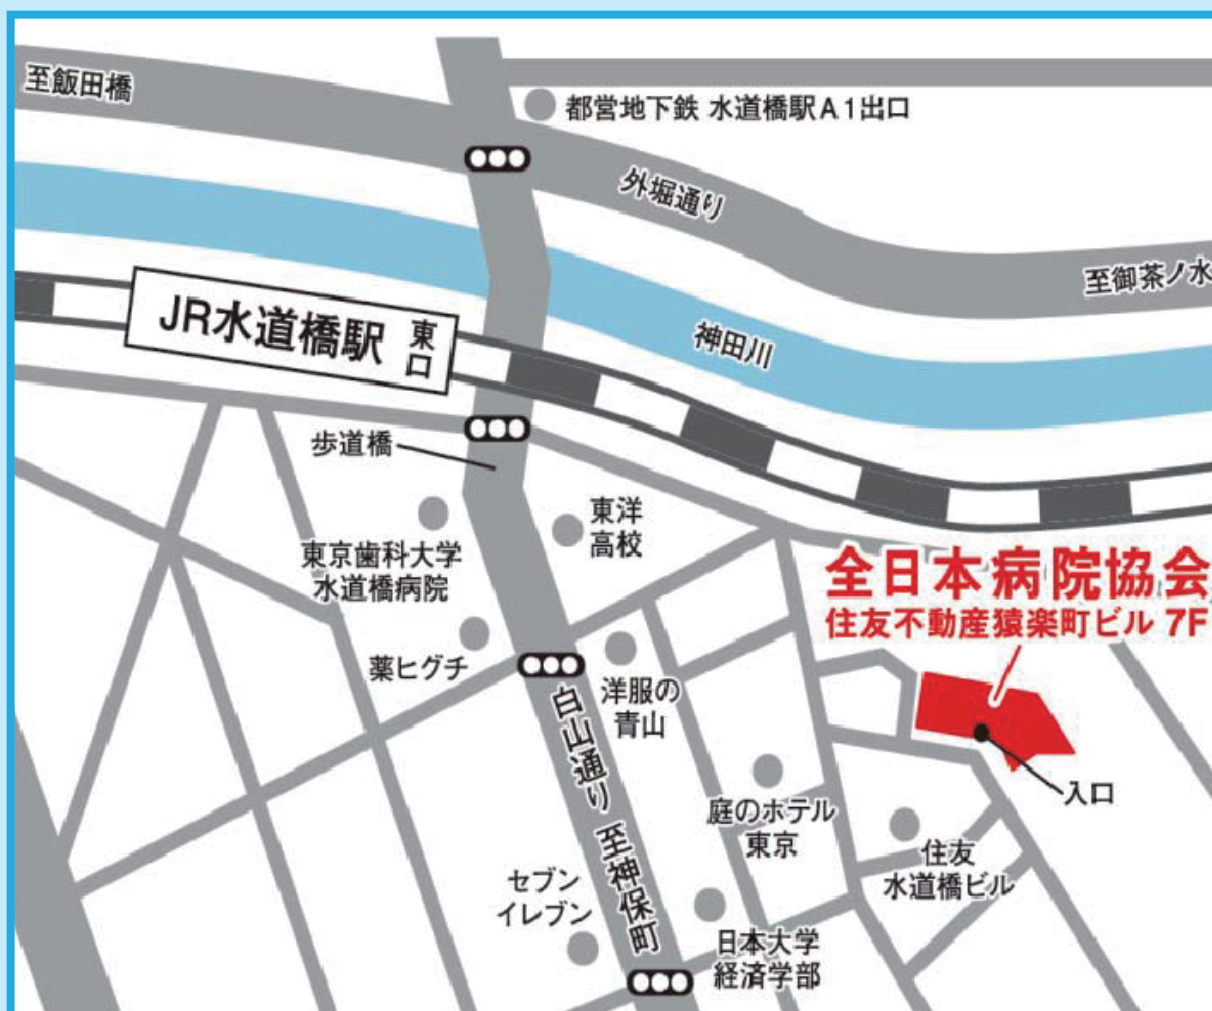 至飯田橋
都営地下鉄 水道橋駅A1出口
外堀通り
至御茶ノ水
神田川
JR水道橋駅
東口
歩道橋
東洋
高校
東京歯科大学
水道橋病院
全日本病院協会
住友不動産猿楽町ビル 7F
薬ヒグチ
洋服の
青山
白山通り 至神保町
入口
庭のホテル
東京
住友
水道橋ビル
セブン
イレブン
日本大学
経済学部